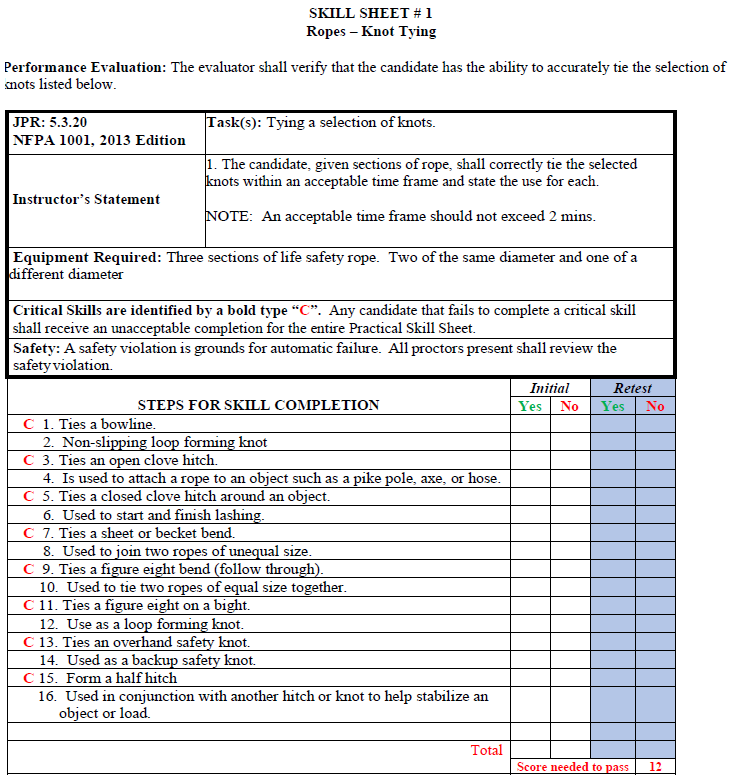 SKILL SHEET # 1
Ropes – Knot Tying
Performance Evaluation: The evaluator shall verify that the candidate has the ability to accurately tie the selection of
knots listed below.
JPR: 5.3.20
NFPA 1001, 2013 Edition
Task(s): Tying a selection of knots.
Instructor's Statement
1. The candidate, given sections of rope, shall correctly tie the selected
knots within an acceptable time frame and state the use for each.
NOTE: An acceptable time frame should not exceed 2 mins.
Equipment Required: Three sections of life safety rope. Two of the same diameter and one of a
different diameter
Critical Skills are identified by a bold type “C”. Any candidate that fails to complete a critical skill
shall receive an unacceptable completion for the entire Practical Skill Sheet.
Safety: A safety violation is grounds for automatic failure. All proctors present shall review the
safety violation.
Initial Retest
STEPS FOR SKILL COMPLETION Yes No Yes No
C 1. Ties a bowline.
2. Non-slipping loop forming knot
C 3. Ties an open clove hitch.
4. Is used to attach a rope to an object such as a pike pole, axe, or hose.
C 5. Ties a closed clove hitch around an object.
6. Used to start and finish lashing.
C 7. Ties a sheet or becket bend.
8. Used to join two ropes of unequal size.
C 9. Ties a figure eight bend (follow through).
10. Used to tie two ropes of equal size together.
C 11. Ties a figure eight on a bight.
12. Use as a loop forming knot.
C 13. Ties an overhand safety knot.
14. Used as a backup safety knot.
C 15. Form a half hitch
16. Used in conjunction with another hitch or knot to help stabilize an
object or load.
Total
Score needed to pass 12